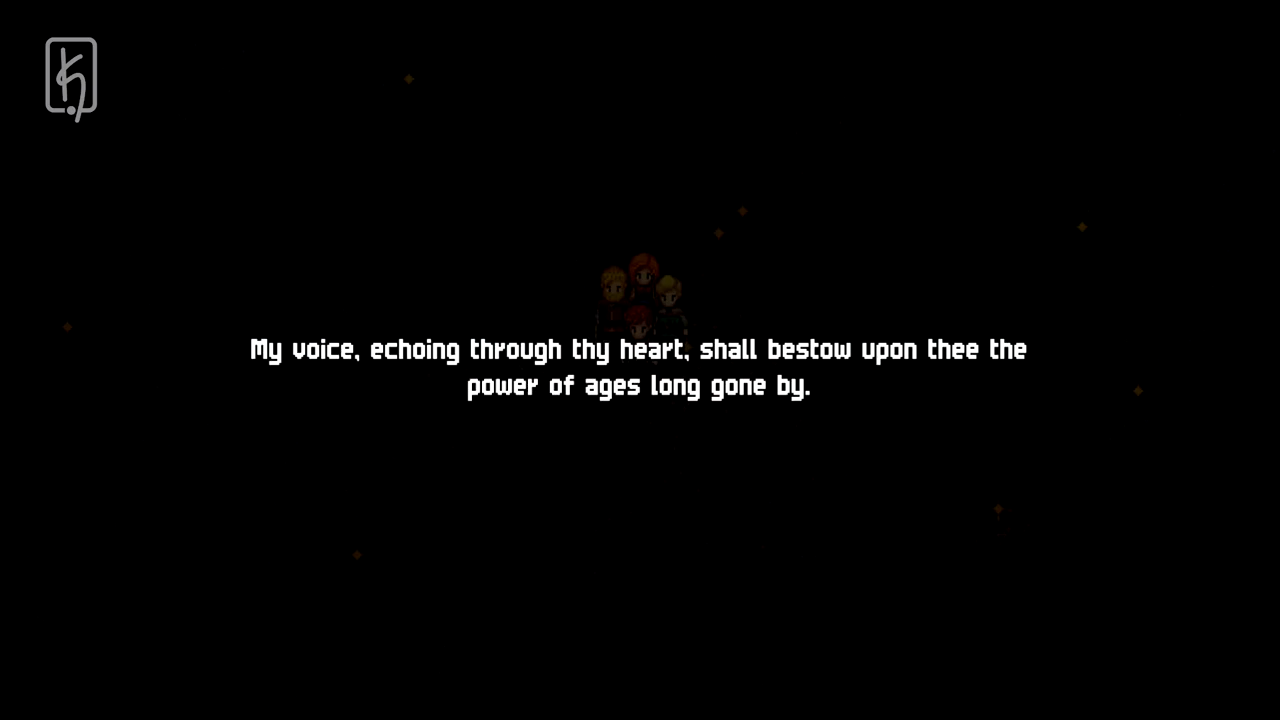 My voice, echoing through thy heart, shall bestow upon thee the
power of ages long gone by.